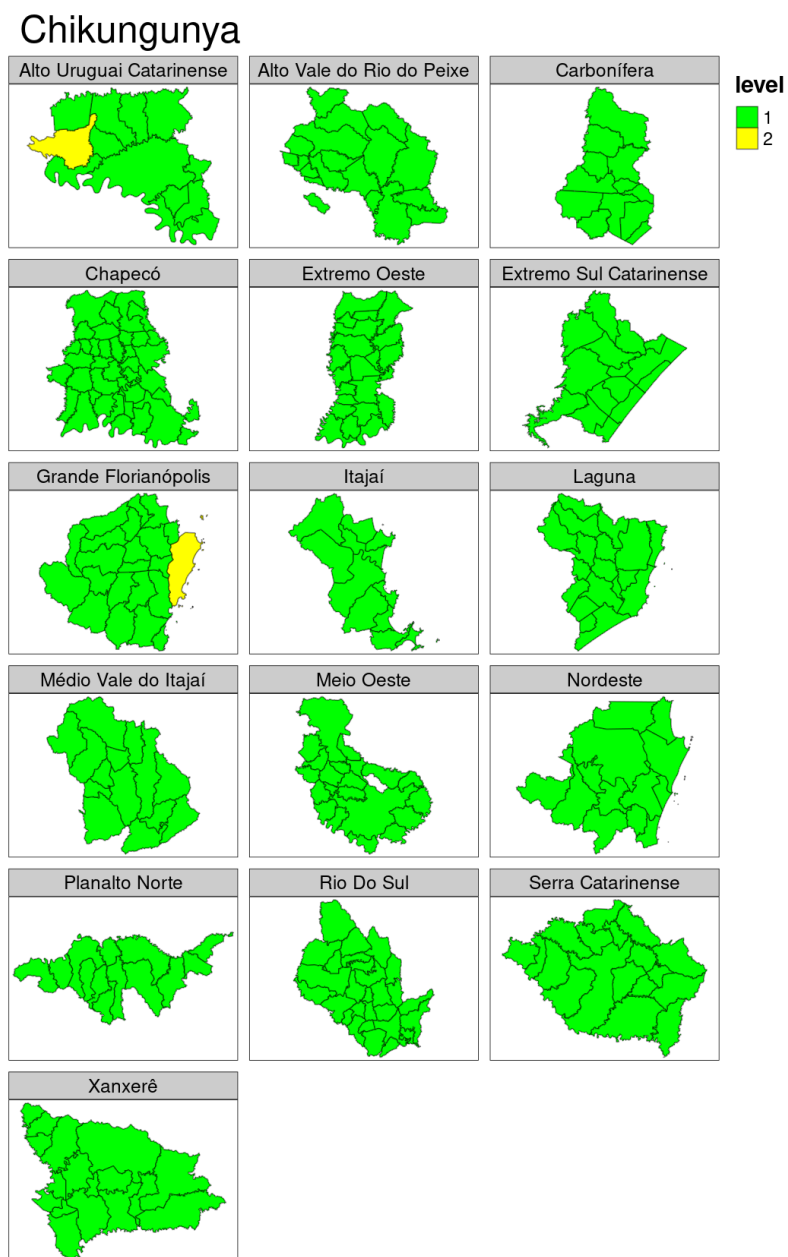 Chikungunya
Alto Uruguai Catarinense
Alto Vale do Rio do Peixe
Carbonífera
level
1
2
Chapecó
Extremo Oeste
Extremo Sul Catarinense
Grande Florianópolis
Itajaí
Laguna
Médio Vale do Itajaí
Meio Oeste
Nordeste
Planalto Norte
Rio Do Sul
Serra Catarinense
Xanxerê